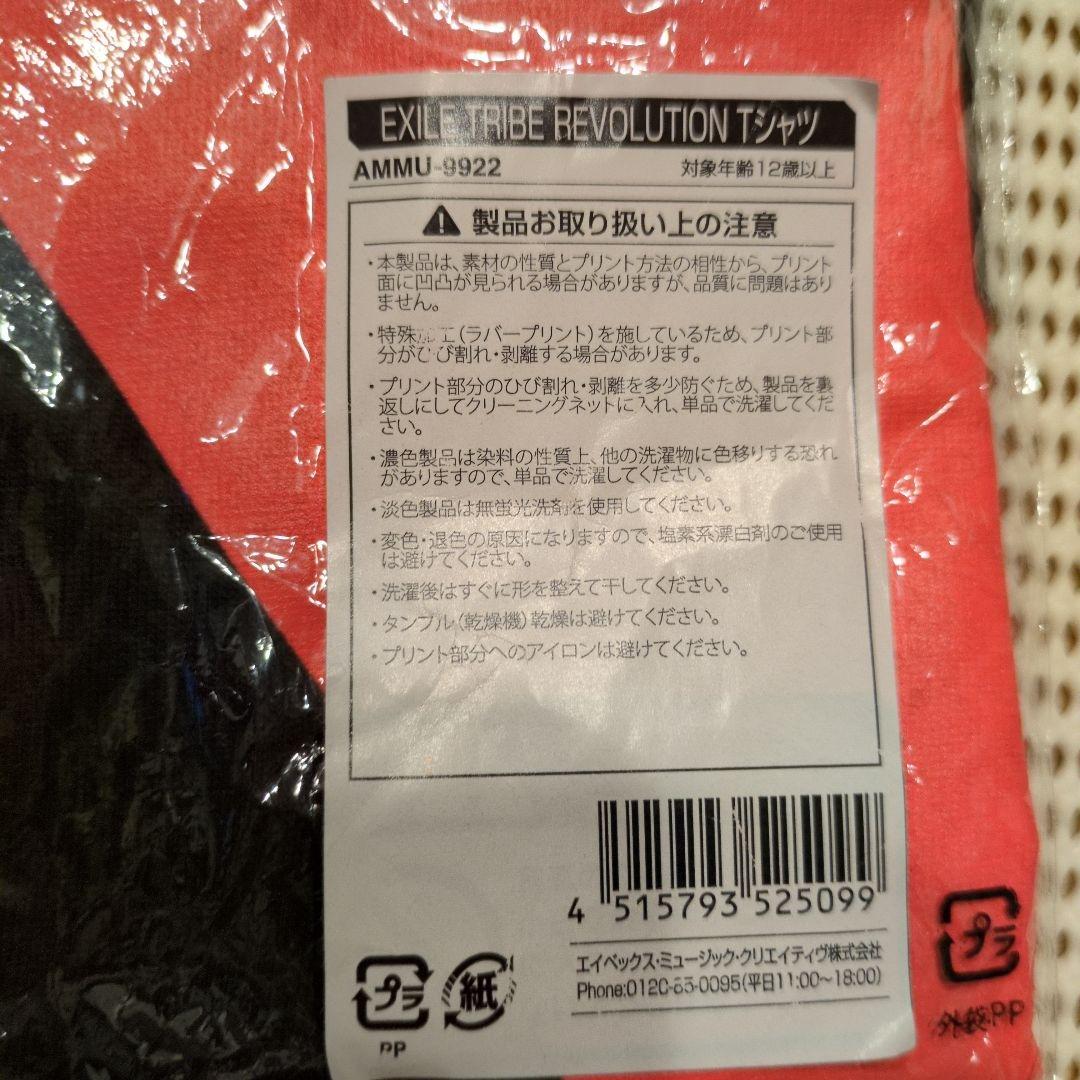 EXILE TRIBE REVOLUTION Tシャツ
AMMU-9922 対象年齢12歳以上
製品お取り扱い上の注意
・本製品は、素材の性質とプリント方法の相性から、プリント
面に凹凸が見られる場合がありますが、品質に問題はあり
ません。
・特殊加工(ラバープリント)を施しているため、プリント部
分がひび割れ・剥離する場合があります。
・プリント部分のひび割れ・剥離を多少防ぐため、製品を裏
返しにしてクリーニングネットに入れ、単品で洗濯してくだ
さい。
・濃色製品は染料の性質上、他の洗濯物に色移りする恐れ
がありますので、単品で洗濯してください。
・淡色製品は無蛍光洗剤を使用してください。
・変色・退色の原因になりますので、塩素系漂白剤のご使用
は避けてください。
・洗濯後はすぐに形を整えて干してください。
・タンブル(乾燥機)乾燥は避けてください。
・プリント部分へのアイロンは避けてください。
4 515793 525099
エイベックス・ミュージック・クリエイティヴ株式会社
Phone:0120-85-0095(平日11:00～18:00)
プラ
PP
紙
プラ
外袋:PP